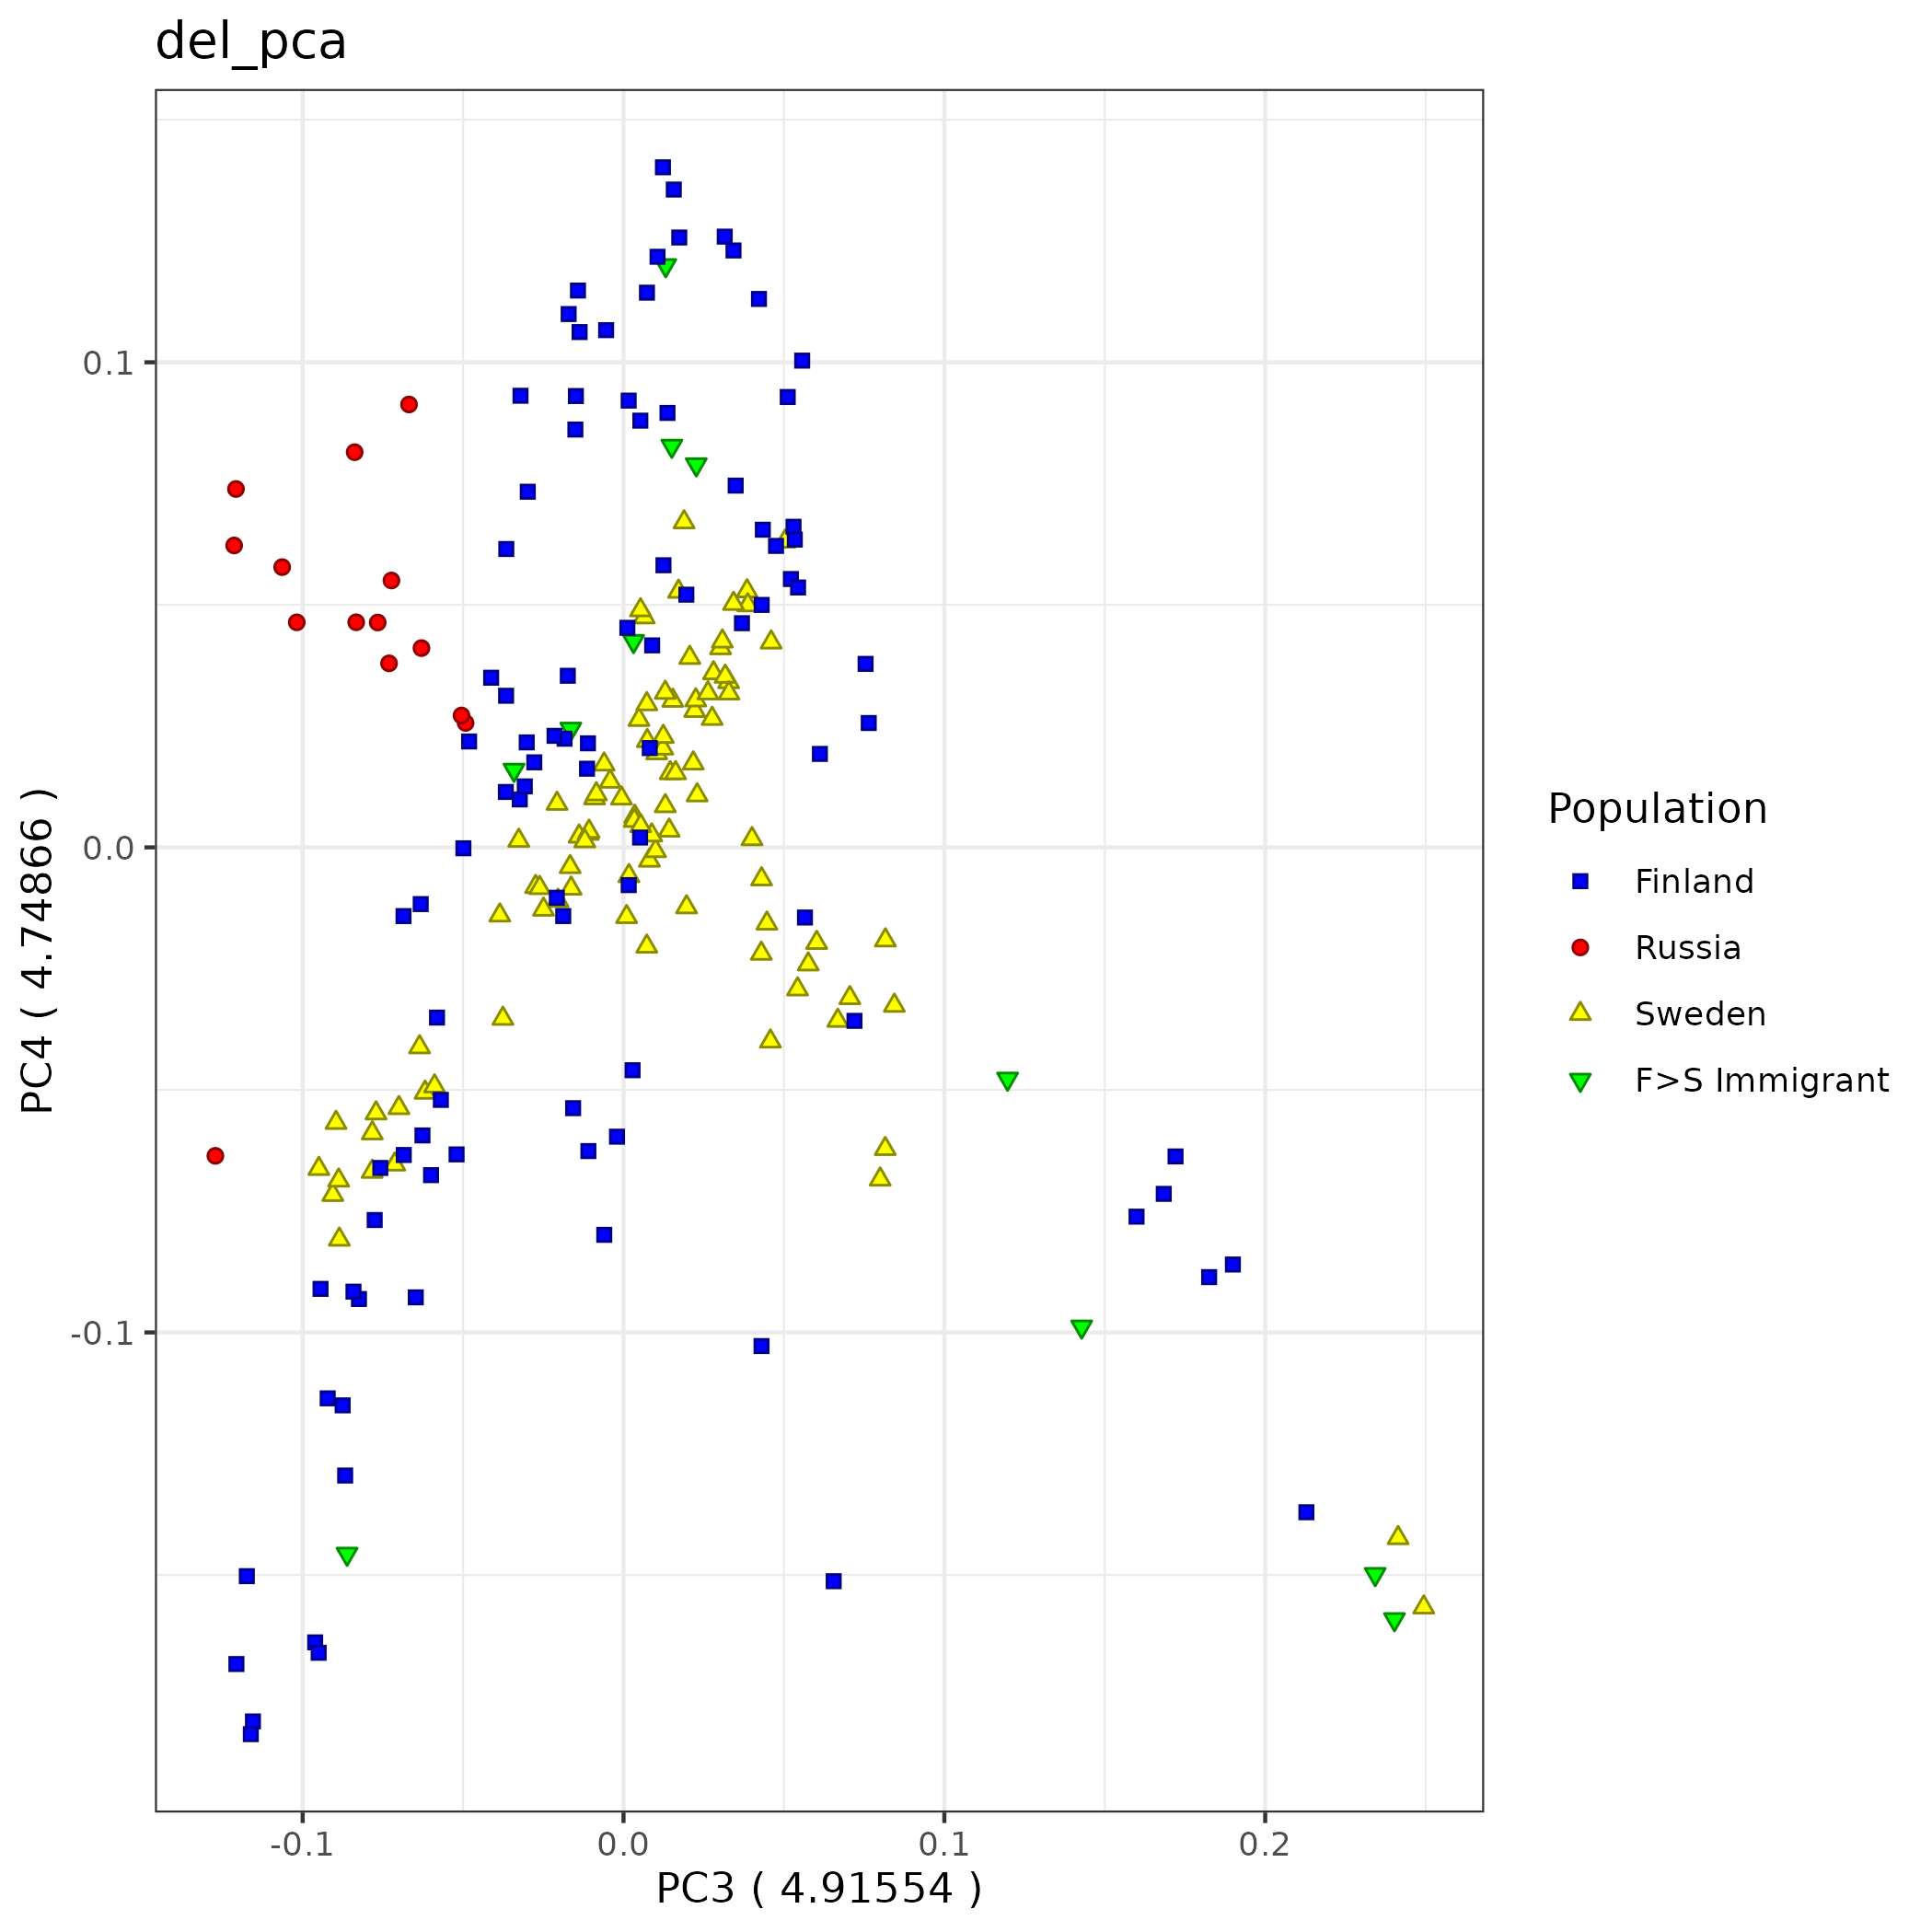 del_pca
0.1
0.0
-0.1
PC4 ( 4.74866 )
-0.1
0.0
0.1
0.2
PC3 ( 4.91554 )
Population
Finland
Russia
Sweden
F>S Immigrant